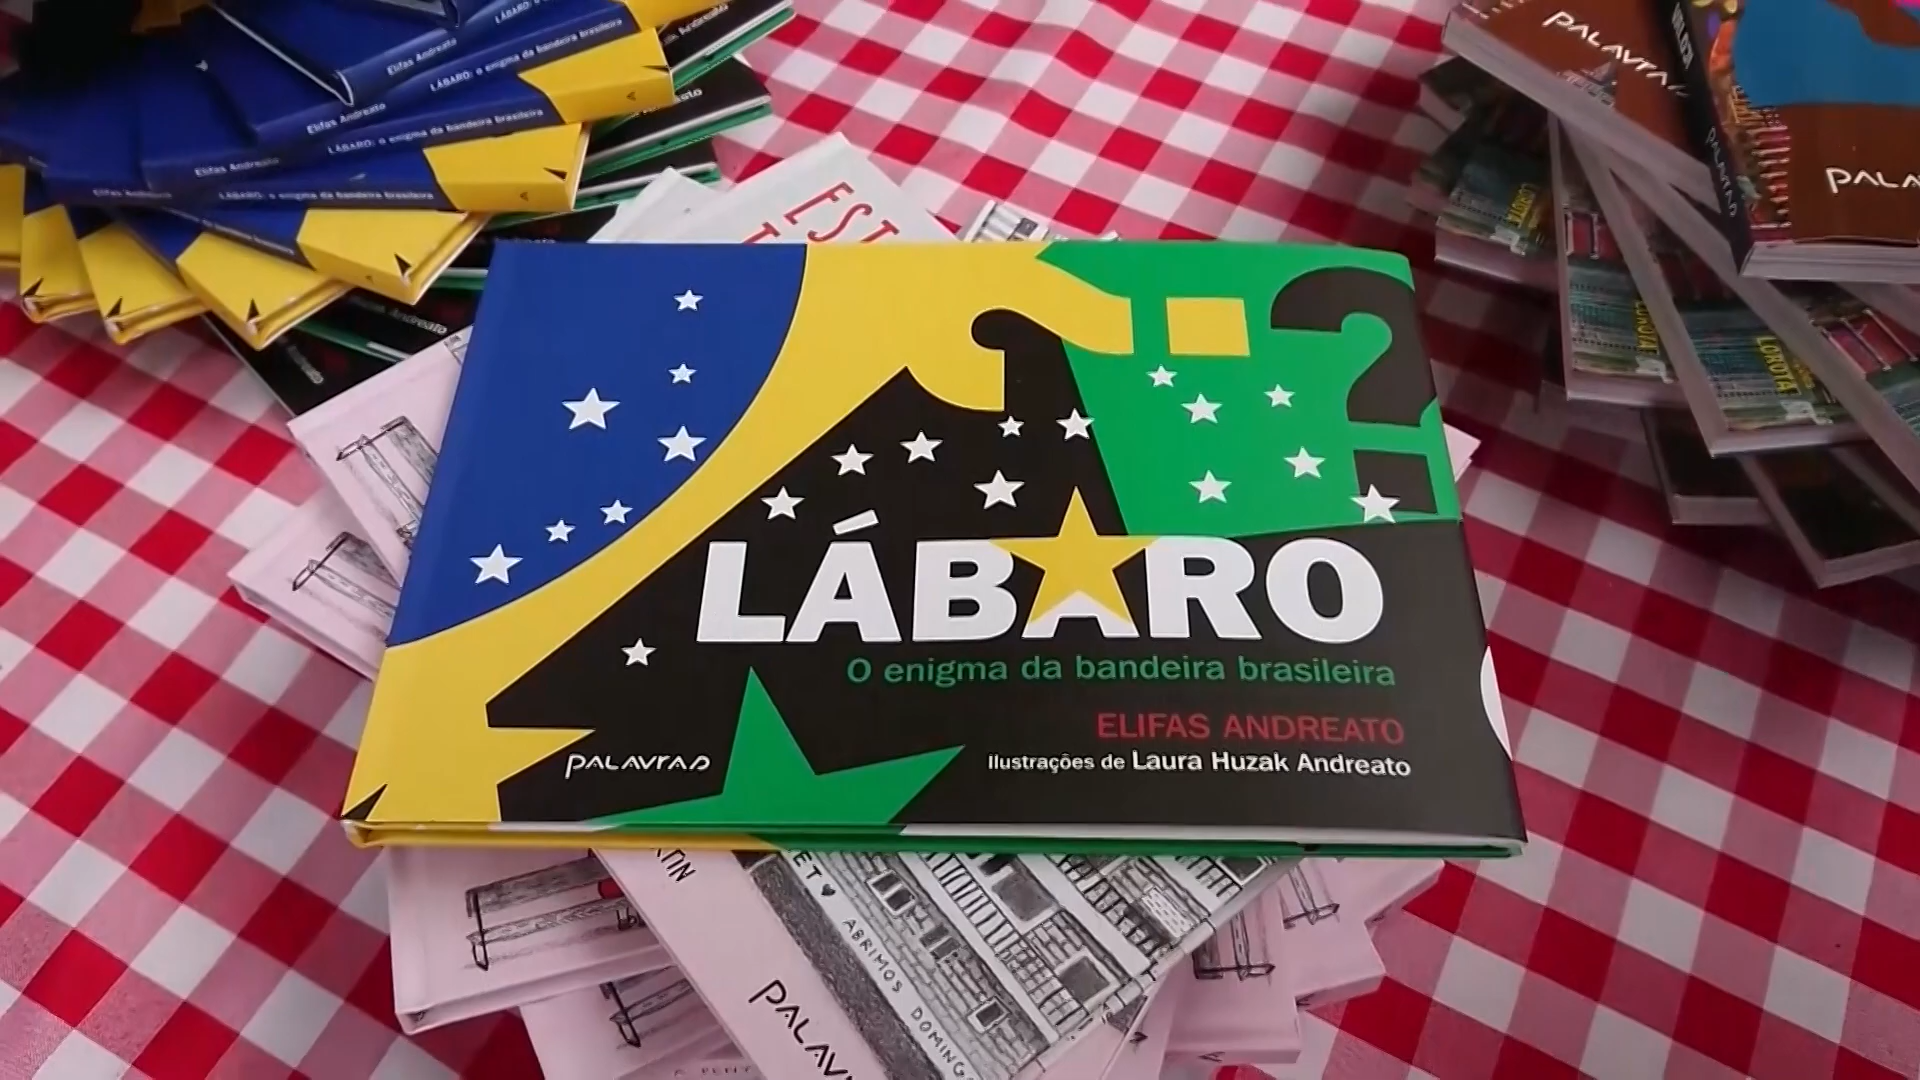 LÁBARO: o enigma da bandeira brasileira
Elifas Andreato
LÁBARO: o enigma da bandeira brasileira
Elifas Andreato
LÁBARO: o enigma da bandeira brasileira
Elifas Andreato
PALAVRAS
PALAVRAS
LOROTA
LOROTA
LOROTA
EST
?
LÁBARO
O enigma da bandeira brasileira
ELIFAS ANDREATO
ilustrações de Laura Huzak Andreato
PALAVRAS
ABRIMOS DOMINGO